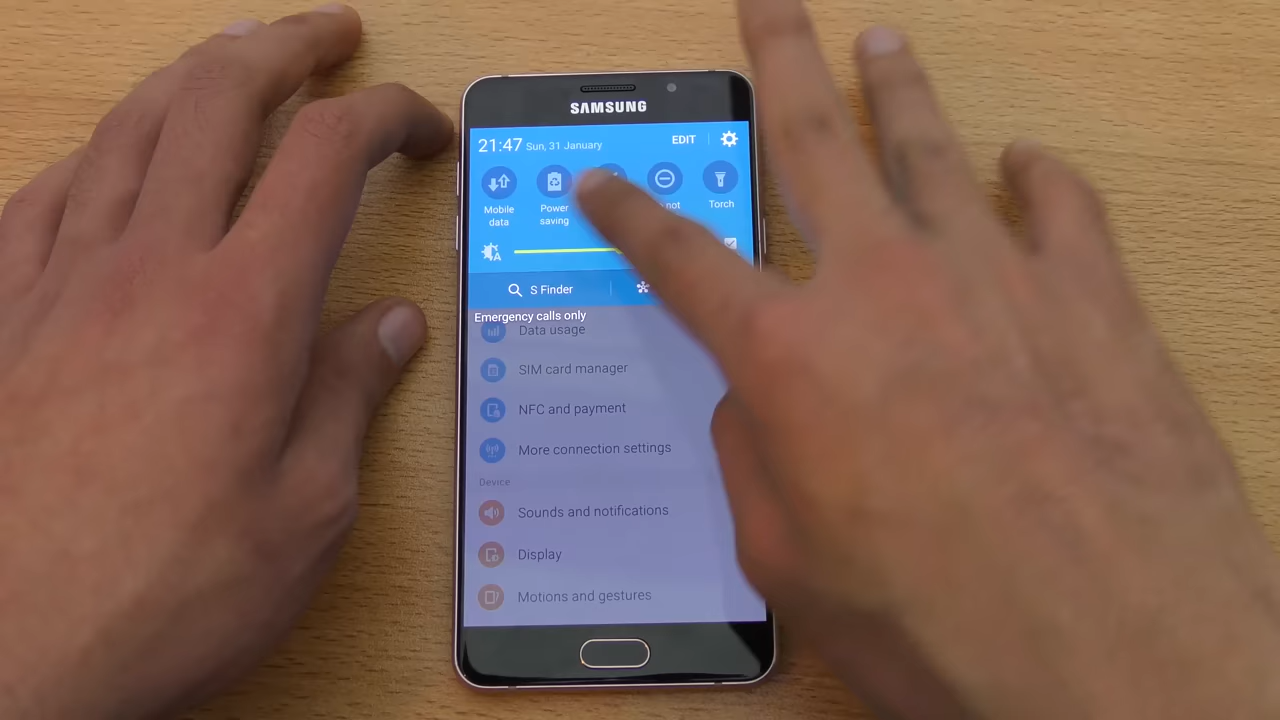 SAMSUNG
21:47 Sun, 31 January EDIT
Mobile data
Power saving
not
Torch
S Finder
Emergency calls only
Data usage
SIM card manager
NFC and payment
More connection settings
Device
Sounds and notifications
Display
Motions and gestures